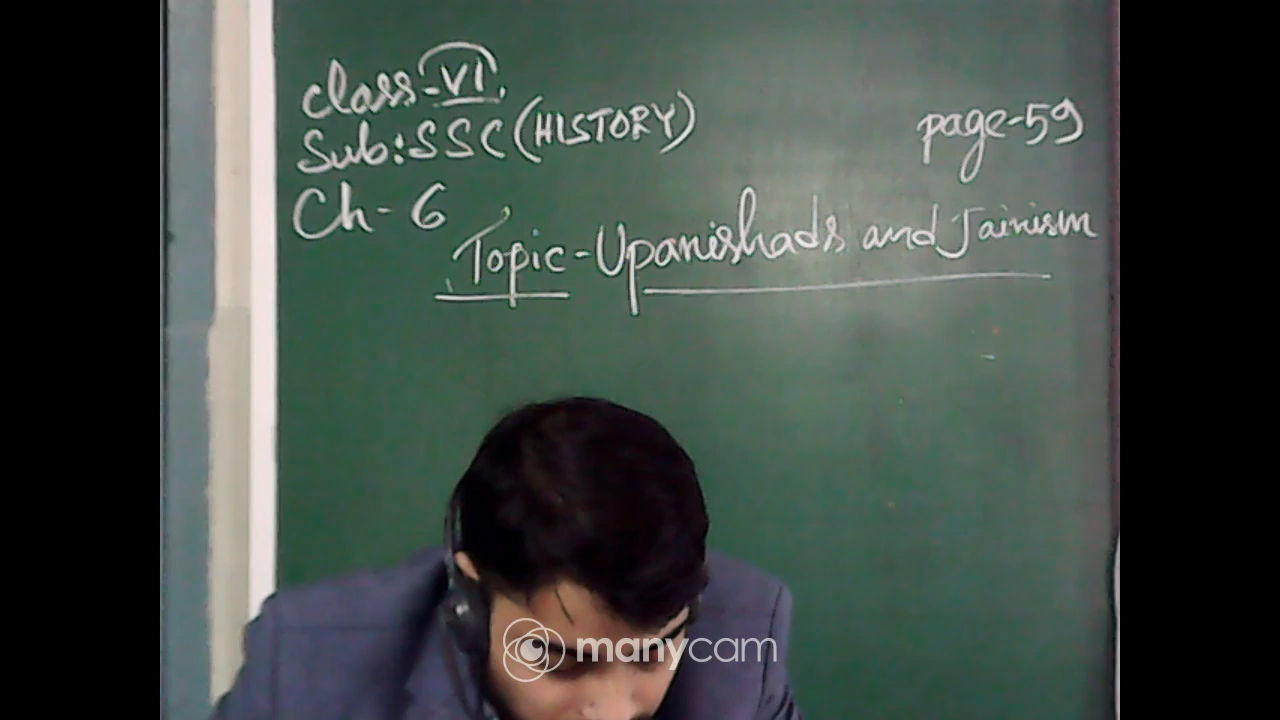 Class-VI.
Sub:SSC(HISTORY)
page-59
Ch-6
Topic-Upanishads and Jainism
manycam